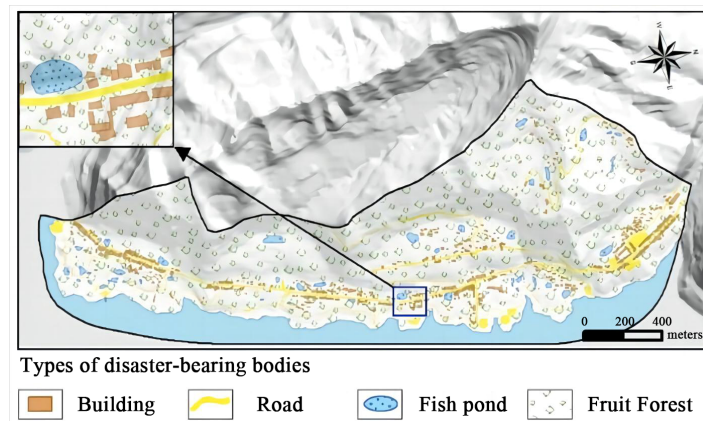 W
N
S
E
0 200 400
meters
Types of disaster-bearing bodies
Building
Road
Fish pond
Fruit Forest